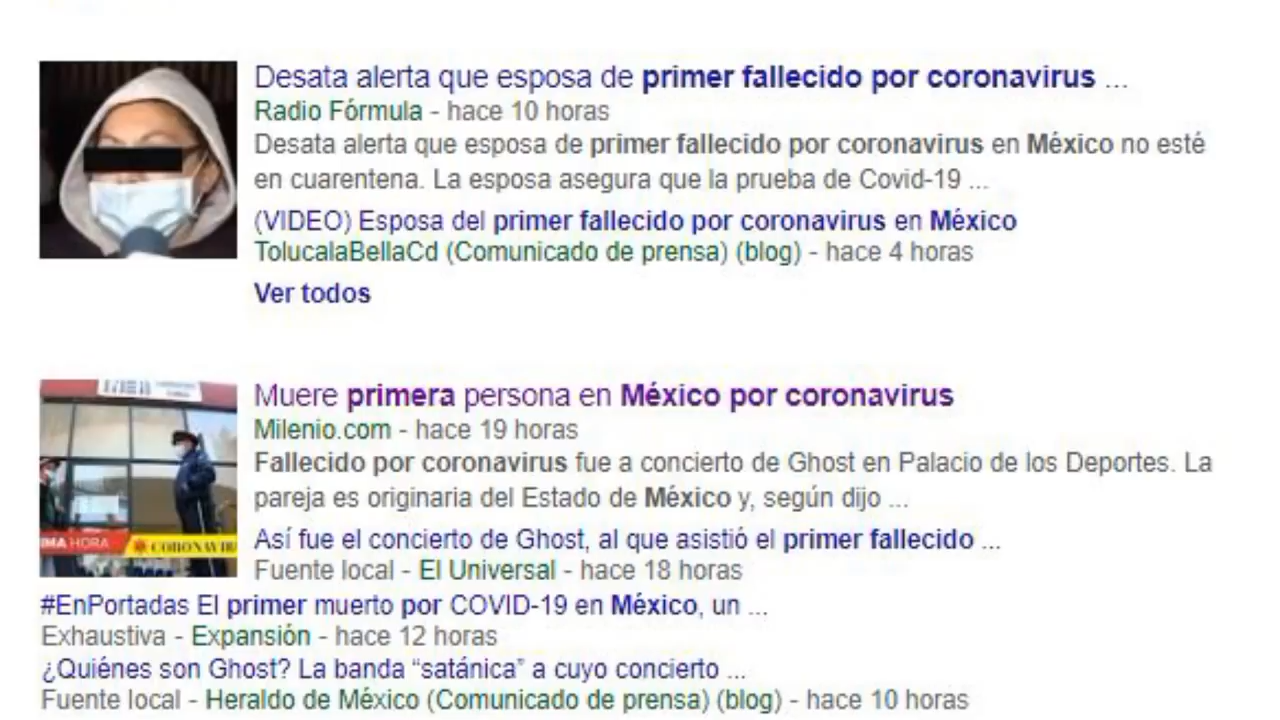 Desata alerta que esposa de primer fallecido por coronavirus ...
Radio Fórmula - hace 10 horas
Desata alerta que esposa de primer fallecido por coronavirus en México no esté
en cuarentena. La esposa asegura que la prueba de Covid-19 ...
(VIDEO) Esposa del primer fallecido por coronavirus en México
TolucalaBellaCd (Comunicado de prensa) (blog) - hace 4 horas
Ver todos
Muere primera persona en México por coronavirus
Milenio.com - hace 19 horas
Fallecido por coronavirus fue a concierto de Ghost en Palacio de los Deportes. La
pareja es originaria del Estado de México y, según dijo ...
IMA HORA
CORONAVIRU
Así fue el concierto de Ghost, al que asistió el primer fallecido ...
Fuente local - El Universal - hace 18 horas
#EnPortadas El primer muerto por COVID-19 en México, un ...
Exhaustiva - Expansión - hace 12 horas
¿Quiénes son Ghost? La banda “satánica” a cuyo concierto ...
Fuente local - Heraldo de México (Comunicado de prensa) (blog) - hace 10 horas